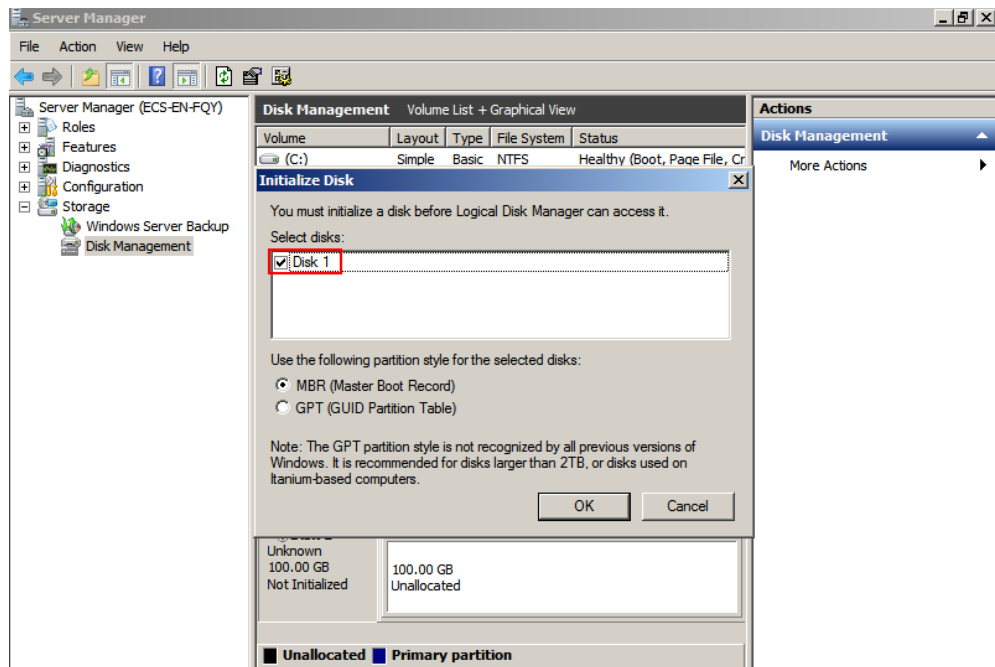 Server Manager
File Action View Help
Server Manager (ECS-EN-FQY)
Roles
Features
Diagnostics
Configuration
Storage
Windows Server Backup
Disk Management
Disk Management Volume List + Graphical View
Volume Layout Type File System Status
(C:) Simple Basic NTFS Healthy (Boot, Page File, Cr
Initialize Disk
You must initialize a disk before Logical Disk Manager can access it.
Select disks:
Disk 1
Use the following partition style for the selected disks:
MBR (Master Boot Record)
GPT (GUID Partition Table)
Note: The GPT partition style is not recognized by all previous versions of
Windows. It is recommended for disks larger than 2TB, or disks used on
Itanium-based computers.
OK Cancel
Unknown
100.00 GB
Not Initialized
100.00 GB
Unallocated
Unallocated Primary partition
Actions
Disk Management
More Actions